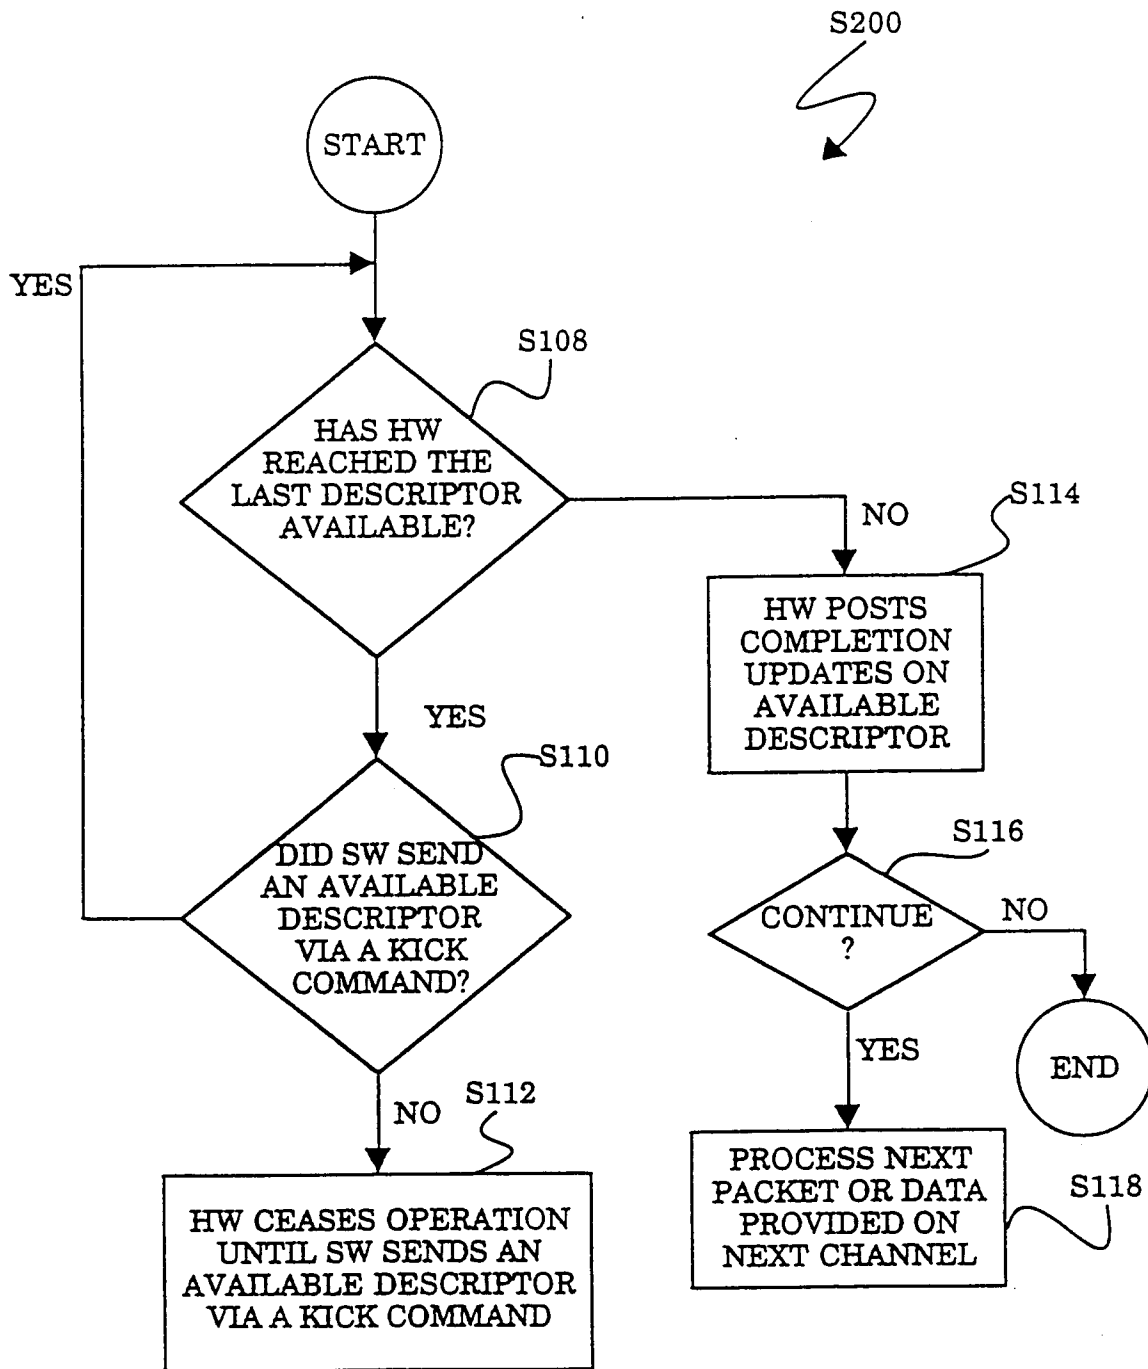 S200
START
YES
S108
HAS HW
REACHED THE
LAST DESCRIPTOR
AVAILABLE?
NO
S114
HW POSTS
COMPLETION
UPDATES ON
AVAILABLE
DESCRIPTOR
YES
S110
DID SW SEND
AN AVAILABLE
DESCRIPTOR
VIA A KICK
COMMAND?
S116
CONTINUE
?
NO
END
YES
NO
S112
HW CEASES OPERATION
UNTIL SW SENDS AN
AVAILABLE DESCRIPTOR
VIA A KICK COMMAND
PROCESS NEXT
PACKET OR DATA
PROVIDED ON
NEXT CHANNEL
S118